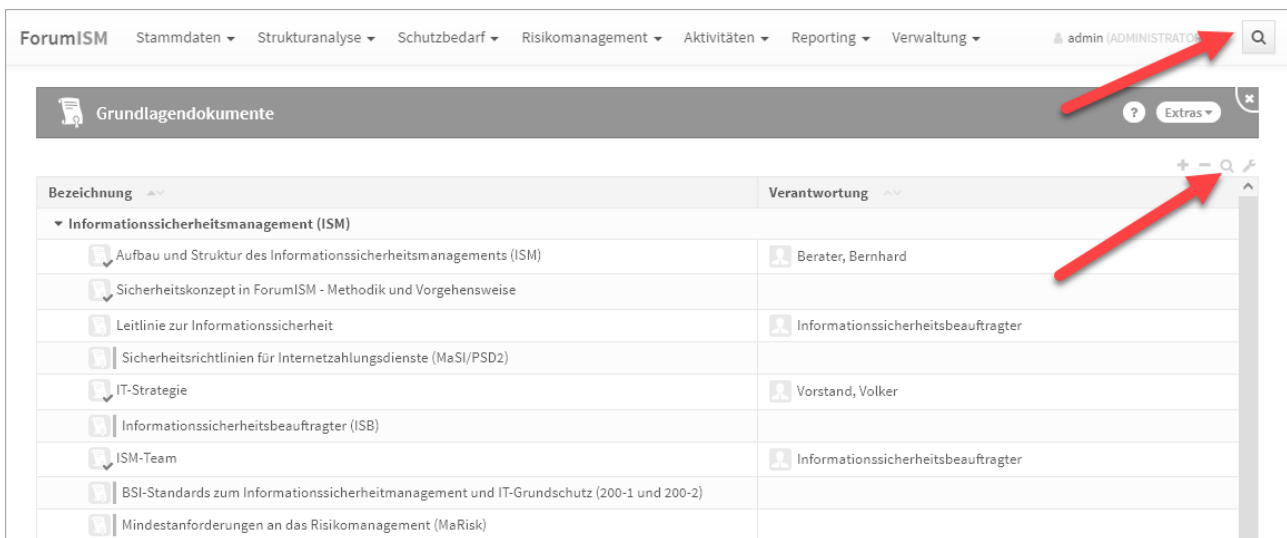 ForumISM Stammdaten Strukturanalyse Schutzbedarf Risikomanagement Aktivitäten Reporting Verwaltung admin (ADMINISTRATO
Grundlagendokumente ? Extras
Bezeichnung Verantwortung
Informationssicherheitsmanagement (ISM)
Aufbau und Struktur des Informationssicherheitsmanagements (ISM) Berater, Bernhard
Sicherheitskonzept in ForumISM - Methodik und Vorgehensweise
Leitlinie zur Informationssicherheit Informationssicherheitsbeauftragter
Sicherheitsrichtlinien für Internetzahlungsdienste (MaSI/PSD2)
IT-Strategie Vorstand, Volker
Informationssicherheitsbeauftragter (ISB)
ISM-Team Informationssicherheitsbeauftragter
BSI-Standards zum Informationssicherheitmanagement und IT-Grundschutz (200-1 und 200-2)
Mindestanforderungen an das Risikomanagement (MaRisk)